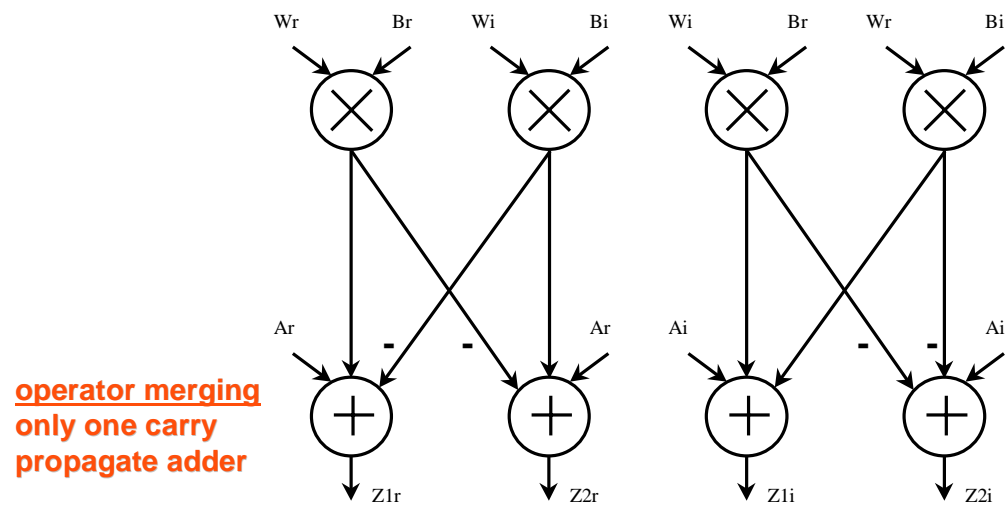 Wr Br Wi Bi Wi Br Wr Bi
Ar - - Ar Ai - - Ai
operator merging
only one carry
propagate adder
Z1r Z2r Z1i Z2i